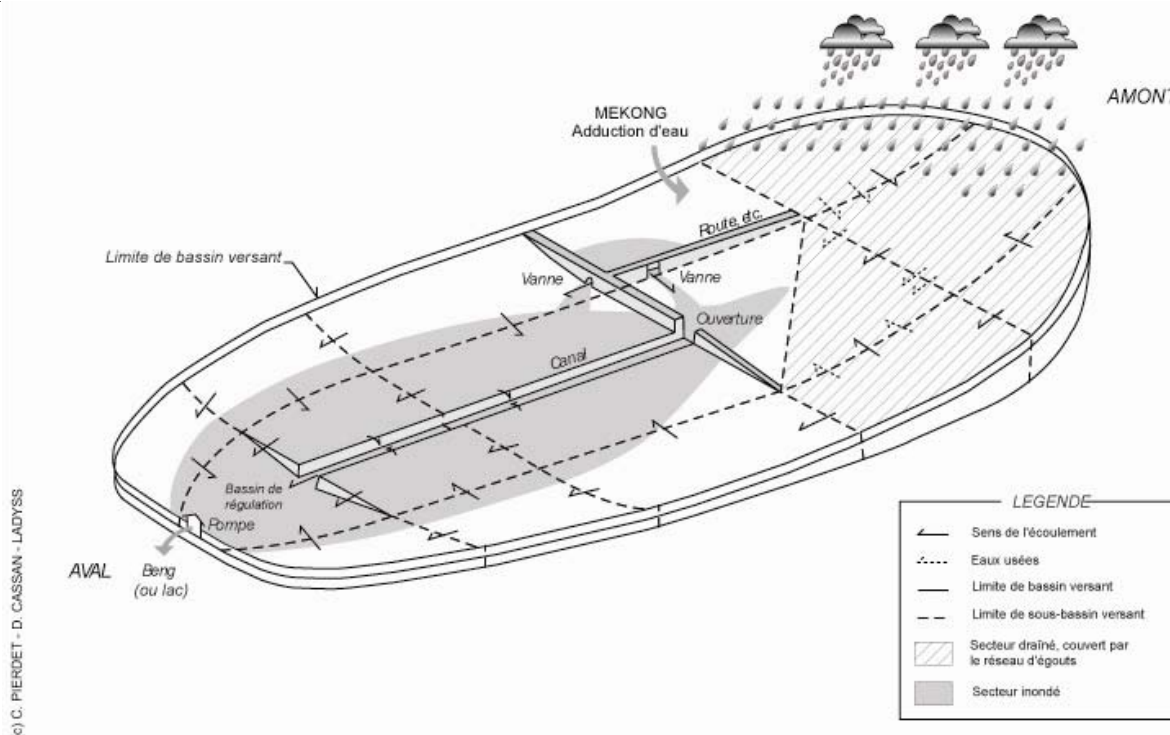 AMONT
MEKONG
Adduction d'eau
Route, etc.
Limite de bassin versant
Vanne
Vanne
Ouverture
Canal
Bassin de
régulation
Pompe
AVAL
Beng
(ou lac)
LEGENDE
Sens de l'écoulement
Eaux usées
Limite de bassin versant
Limite de sous-bassin versant
Secteur draîné, couvert par
le réseau d'égouts
Secteur inondé
c) C. PIERDET - D. CASSAN - LADYSS